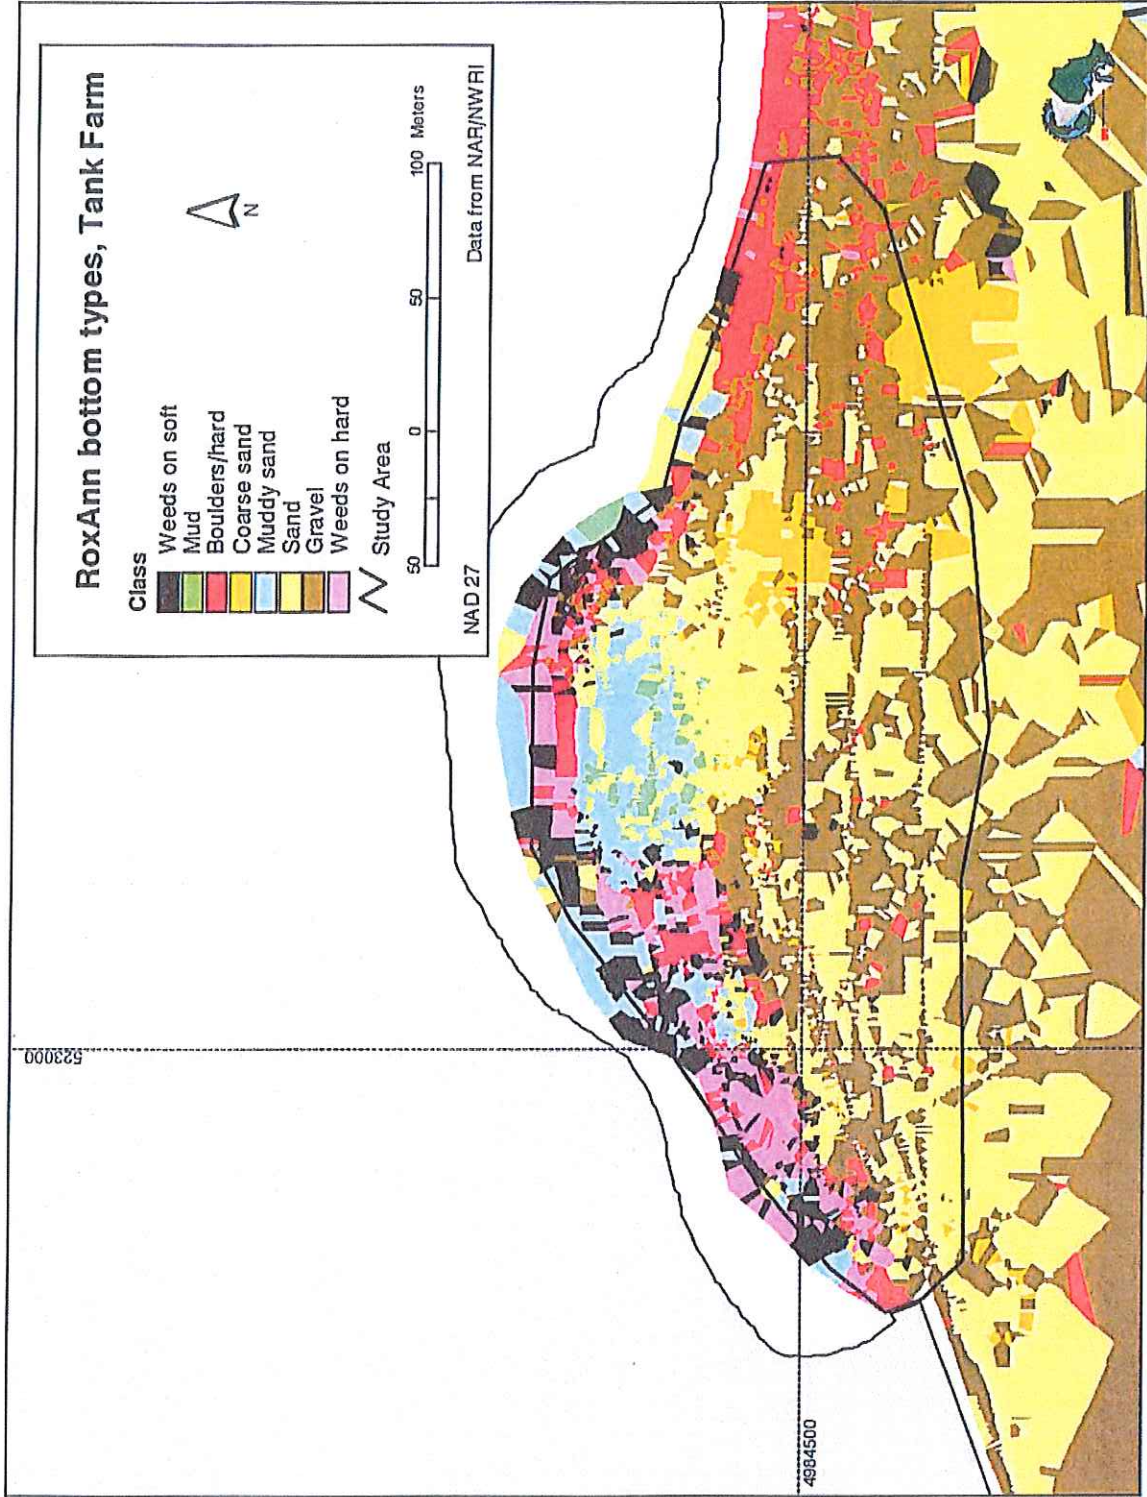 RoxAnn bottom types, Tank Farm
Class
Weeds on soft
Mud
Boulders/hard
Coarse sand
Muddy sand
Sand
Gravel
Weeds on hard
Study Area
N
50 0 50 100 Meters
NAD 27
Data from NAR/NWRI
523000
4984500